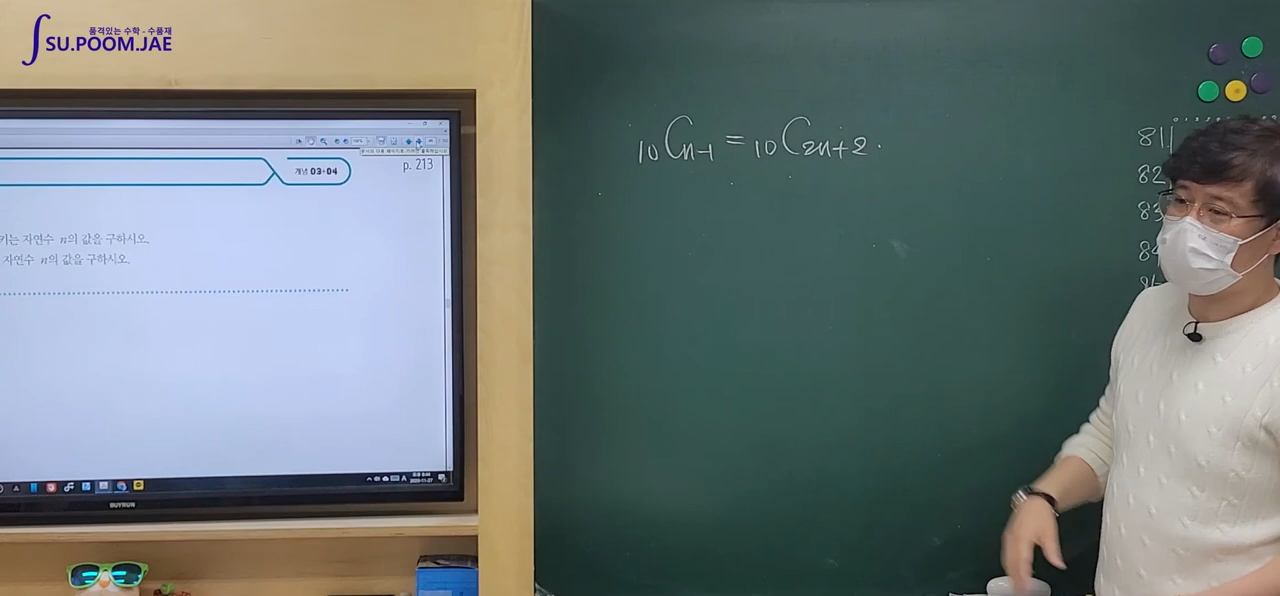 품격있는 수학 - 수품재
SU.POOM.JAE
개념 03+04
p. 213
키는 자연수 n의 값을 구하시오.
자연수 n의 값을 구하시오.
SUYRUN
₁₀Cn-1 = ₁₀C2n+2.
81
82
83
84